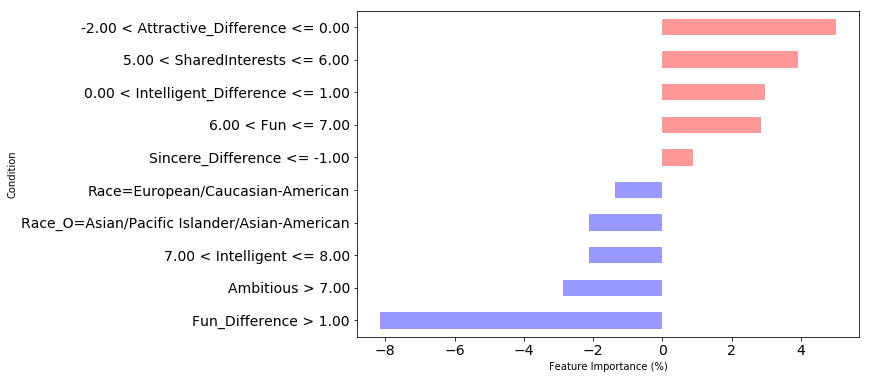 -2.00 < Attractive_Difference <= 0.00
5.00 < SharedInterests <= 6.00
0.00 < Intelligent_Difference <= 1.00
6.00 < Fun <= 7.00
Sincere_Difference <= -1.00
Race=European/Caucasian-American
Race_O=Asian/Pacific Islander/Asian-American
7.00 < Intelligent <= 8.00
Ambitious > 7.00
Fun_Difference > 1.00
Condition
−8 −6 −4 −2 0 2 4
Feature Importance (%)